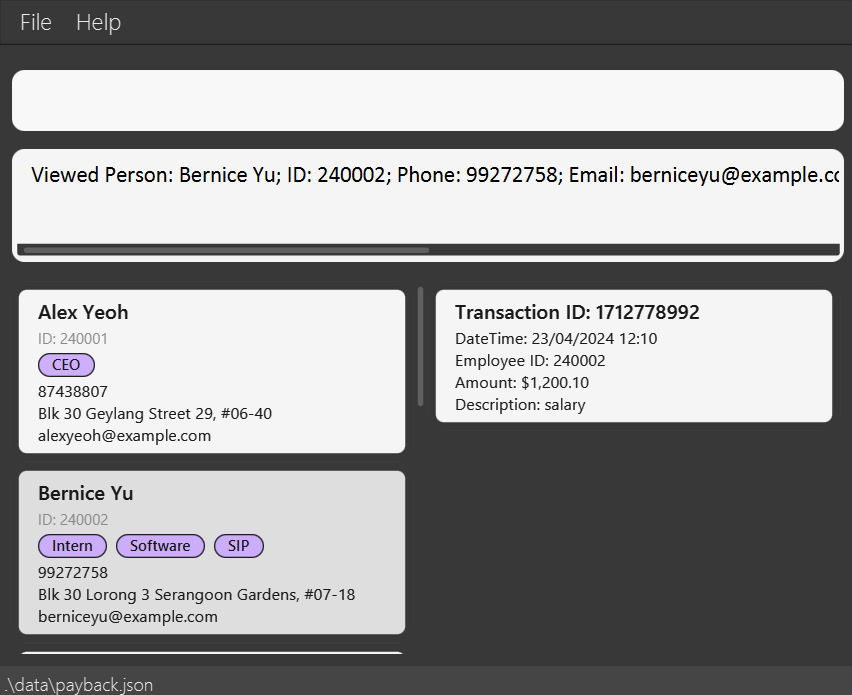 File Help
Viewed Person: Bernice Yu; ID: 240002; Phone: 99272758; Email: berniceyu@example.co
Alex Yeoh
ID: 240001
CEO
87438807
Blk 30 Geylang Street 29, #06-40
alexyeoh@example.com
Bernice Yu
ID: 240002
Intern Software SIP
99272758
Blk 30 Lorong 3 Serangoon Gardens, #07-18
berniceyu@example.com
Transaction ID: 1712778992
DateTime: 23/04/2024 12:10
Employee ID: 240002
Amount: $1,200.10
Description: salary
.\data\payback.json